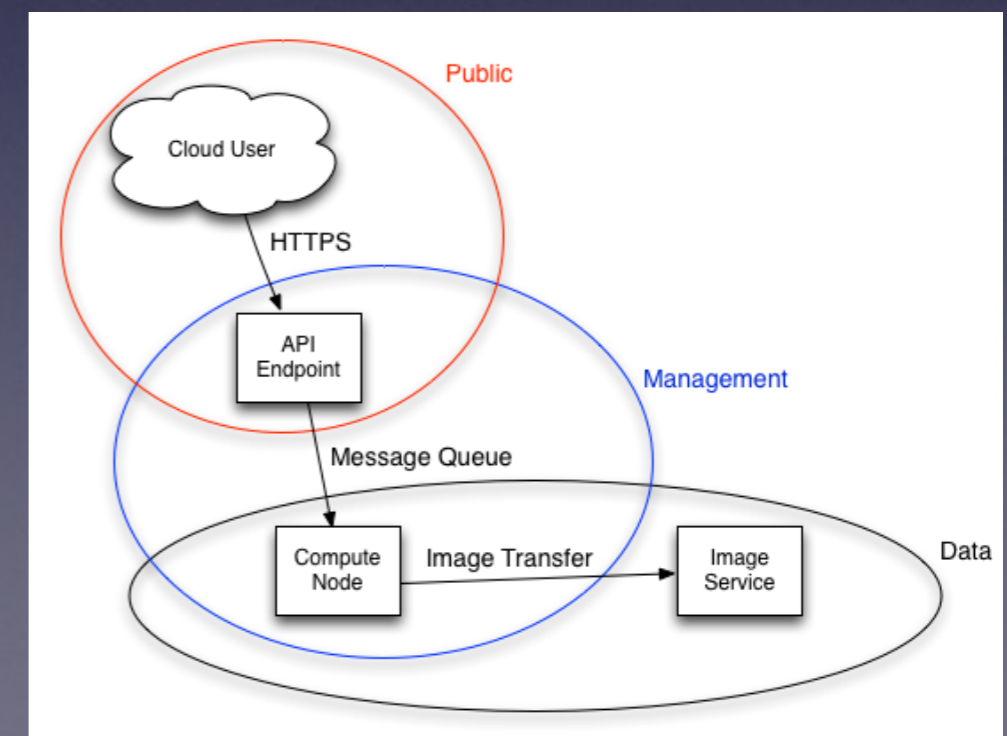 Public
Cloud User
HTTPS
API
Endpoint
Management
Message Queue
Compute
Node
Image Transfer
Image
Service
Data